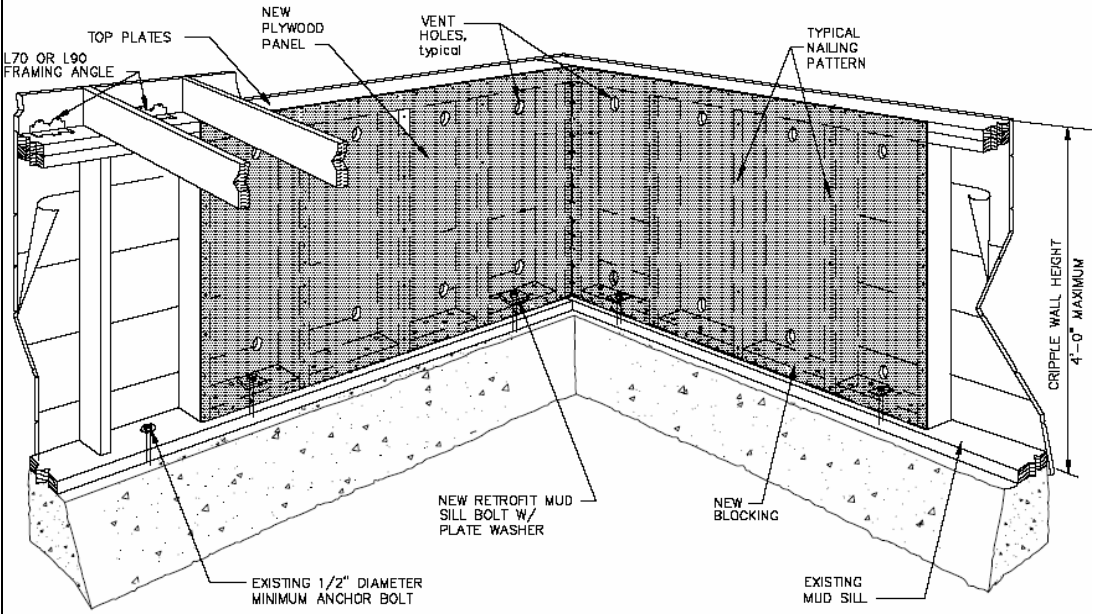 NEW
PLYWOOD
PANEL
VENT
HOLES,
typical
TOP PLATES
TYPICAL
NAILING
PATTERN
L70 OR L90
FRAMING ANGLE
CRIPPLE WALL HEIGHT
4'-0" MAXIMUM
NEW RETROFIT MUD
SILL BOLT W/
PLATE WASHER
NEW
BLOCKING
EXISTING 1/2" DIAMETER
MINIMUM ANCHOR BOLT
EXISTING
MUD SILL